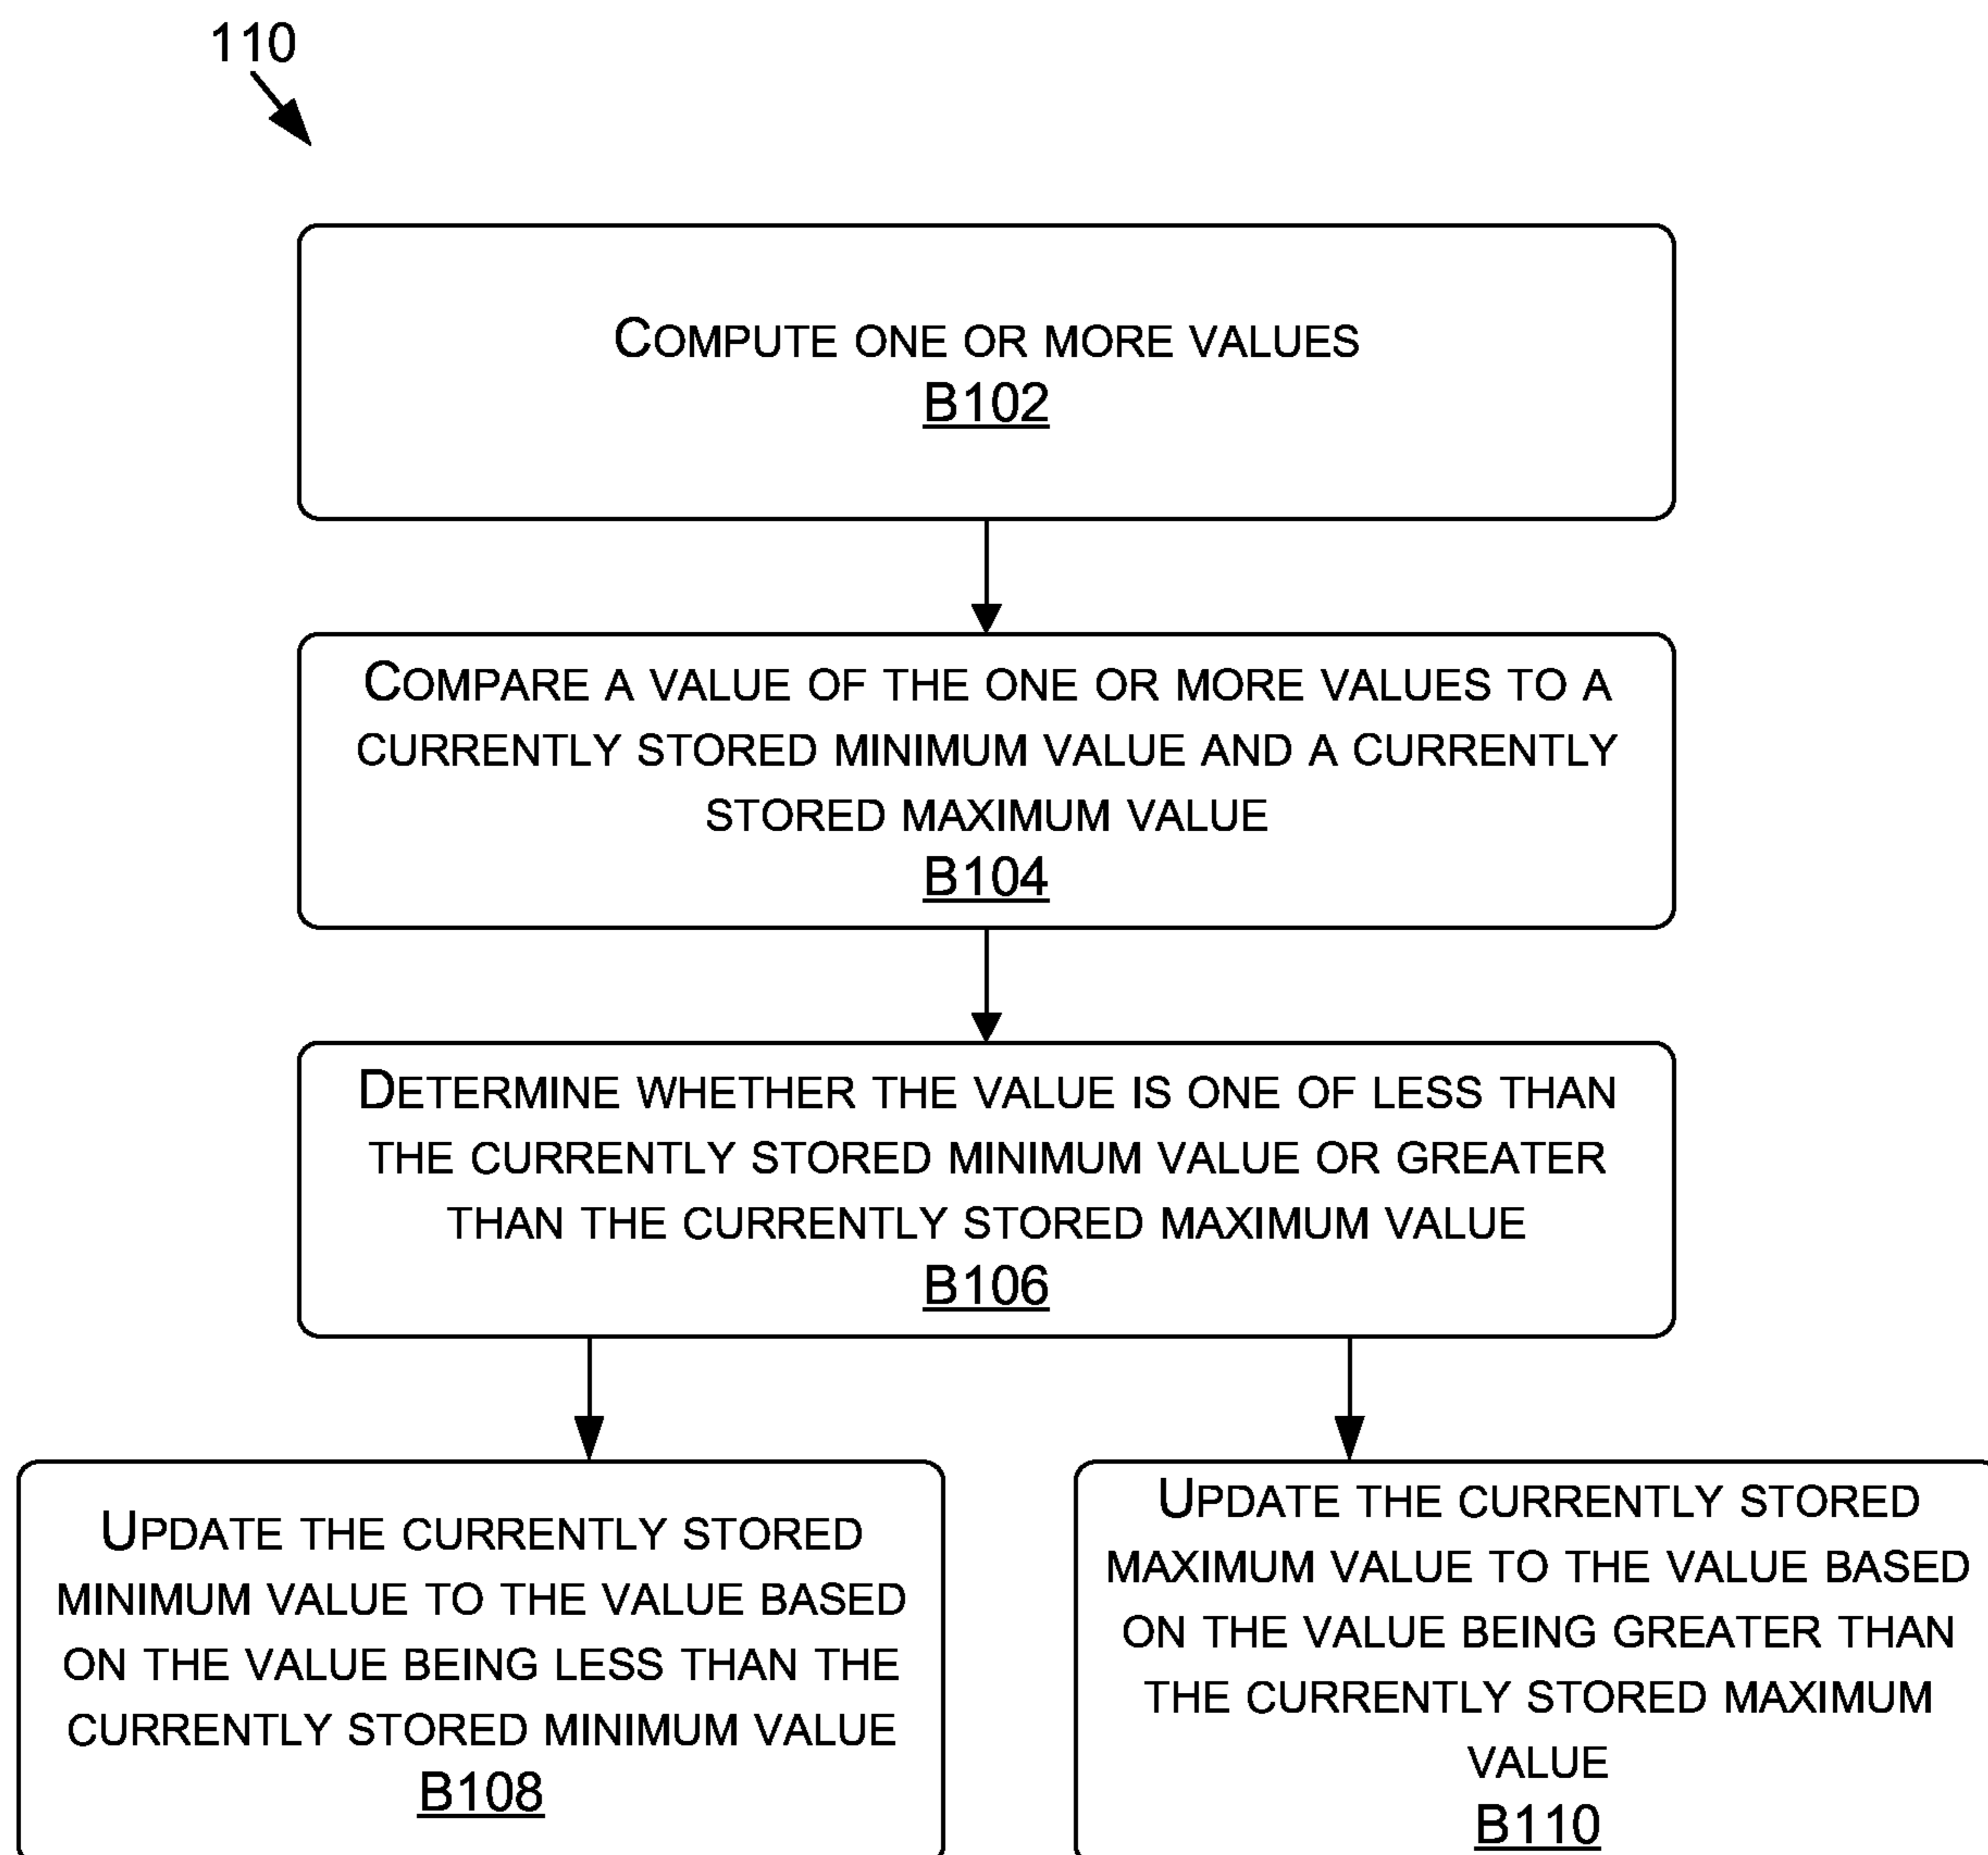 110
Compute one or more values
B102
Compare a value of the one or more values to a
currently stored minimum value and a currently
stored maximum value
B104
Determine whether the value is one of less than
the currently stored minimum value or greater
than the currently stored maximum value
B106
Update the currently stored
minimum value to the value based
on the value being less than the
currently stored minimum value
B108
Update the currently stored
maximum value to the value based
on the value being greater than
the currently stored maximum
value
B110